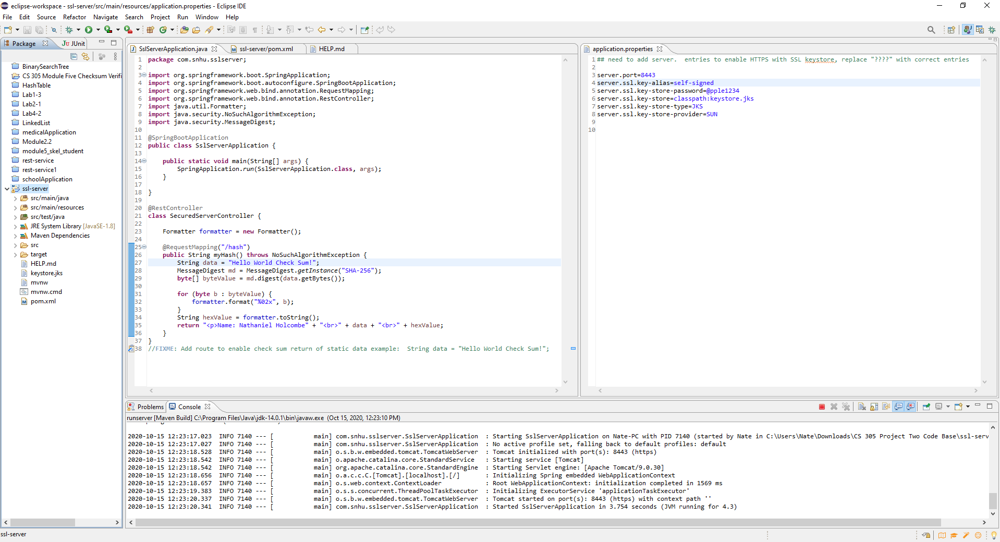 eclipse-workspace - ssl-server/src/main/resources/application.properties - Eclipse IDE
File Edit Source Refactor Navigate Search Project Run Window Help
Package
JUnit
BinarySearchTree
CS 305 Module Five Checksum Verifi
HashTable
Lab1-3
Lab2-1
Lab4-2
LinkedList
medicalApplication
Module2.2
module5_skel_student
rest-service
rest-service1
schoolApplication
ssl-server
src/main/java
src/main/resources
src/test/java
JRE System Library [JavaSE-1.8]
Maven Dependencies
src
target
HELP.md
keystore.jks
mvnw
mvnw.cmd
pom.xml
SslServerApplication.java ssl-server/pom.xml HELP.md
1 package com.snhu.sslserver;
2
3 import org.springframework.boot.SpringApplication;
4 import org.springframework.boot.autoconfigure.SpringBootApplication;
5 import org.springframework.web.bind.annotation.RequestMapping;
6 import org.springframework.web.bind.annotation.RestController;
7 import java.util.Formatter;
8 import java.security.NoSuchAlgorithmException;
9 import java.security.MessageDigest;
10
11 @SpringBootApplication
12 public class SslServerApplication {
13
14 public static void main(String[] args) {
15 SpringApplication.run(SslServerApplication.class, args);
16 }
17
18 }
19
20 @RestController
21 class SecuredServerController {
22
23 Formatter formatter = new Formatter();
24
25 @RequestMapping("/hash")
26 public String myHash() throws NoSuchAlgorithmException {
27 String data = "Hello World Check Sum!";
28 MessageDigest md = MessageDigest.getInstance("SHA-256");
29 byte[] byteValue = md.digest(data.getBytes());
30
31 for (byte b : byteValue) {
32 formatter.format("%02x", b);
33 }
34 String hexValue = formatter.toString();
35 return "<p>Name: Nathaniel Holcombe" + "<br>" + data + "<br>" + hexValue;
36 }
37 }
38 //FIXME: Add route to enable check sum return of static data example:  String data = "Hello World Check Sum!";
application.properties
1 ## need to add server.  entries to enable HTTPS with SSL keystore, replace "????" with correct entries
2
3 server.port=8443
4 server.ssl.key-alias=self-signed
5 server.ssl.key-store-password=@pple1234
6 server.ssl.key-store=classpath:keystore.jks
7 server.ssl.key-store-type=JKS
8 server.ssl.key-store-provider=SUN
9
10
Problems Console
runserver [Maven Build] C:\Program Files\Java\jdk-14.0.1\bin\javaw.exe (Oct 15, 2020, 12:23:10 PM)
2020-10-15 12:23:17.023  INFO 7140 --- [           main] com.snhu.sslserver.SslServerApplication  : Starting SslServerApplication on Nate-PC with PID 7140 (started by Nate in C:\Users\Nate\Downloads\CS 305 Project Two Code Base\ssl-serv
2020-10-15 12:23:17.027  INFO 7140 --- [           main] com.snhu.sslserver.SslServerApplication  : No active profile set, falling back to default profiles: default
2020-10-15 12:23:18.528  INFO 7140 --- [           main] o.s.b.w.embedded.tomcat.TomcatWebServer  : Tomcat initialized with port(s): 8443 (https)
2020-10-15 12:23:18.542  INFO 7140 --- [           main] o.apache.catalina.core.StandardService   : Starting service [Tomcat]
2020-10-15 12:23:18.542  INFO 7140 --- [           main] org.apache.catalina.core.StandardEngine  : Starting Servlet engine: [Apache Tomcat/9.0.30]
2020-10-15 12:23:18.656  INFO 7140 --- [           main] o.a.c.c.C.[Tomcat].[localhost].[/]       : Initializing Spring embedded WebApplicationContext
2020-10-15 12:23:18.657  INFO 7140 --- [           main] o.s.web.context.ContextLoader            : Root WebApplicationContext: initialization completed in 1569 ms
2020-10-15 12:23:19.383  INFO 7140 --- [           main] o.s.s.concurrent.ThreadPoolTaskExecutor  : Initializing ExecutorService 'applicationTaskExecutor'
2020-10-15 12:23:20.337  INFO 7140 --- [           main] o.s.b.w.embedded.tomcat.TomcatWebServer  : Tomcat started on port(s): 8443 (https) with context path ''
2020-10-15 12:23:20.341  INFO 7140 --- [           main] com.snhu.sslserver.SslServerApplication  : Started SslServerApplication in 3.754 seconds (JVM running for 4.3)
ssl-server